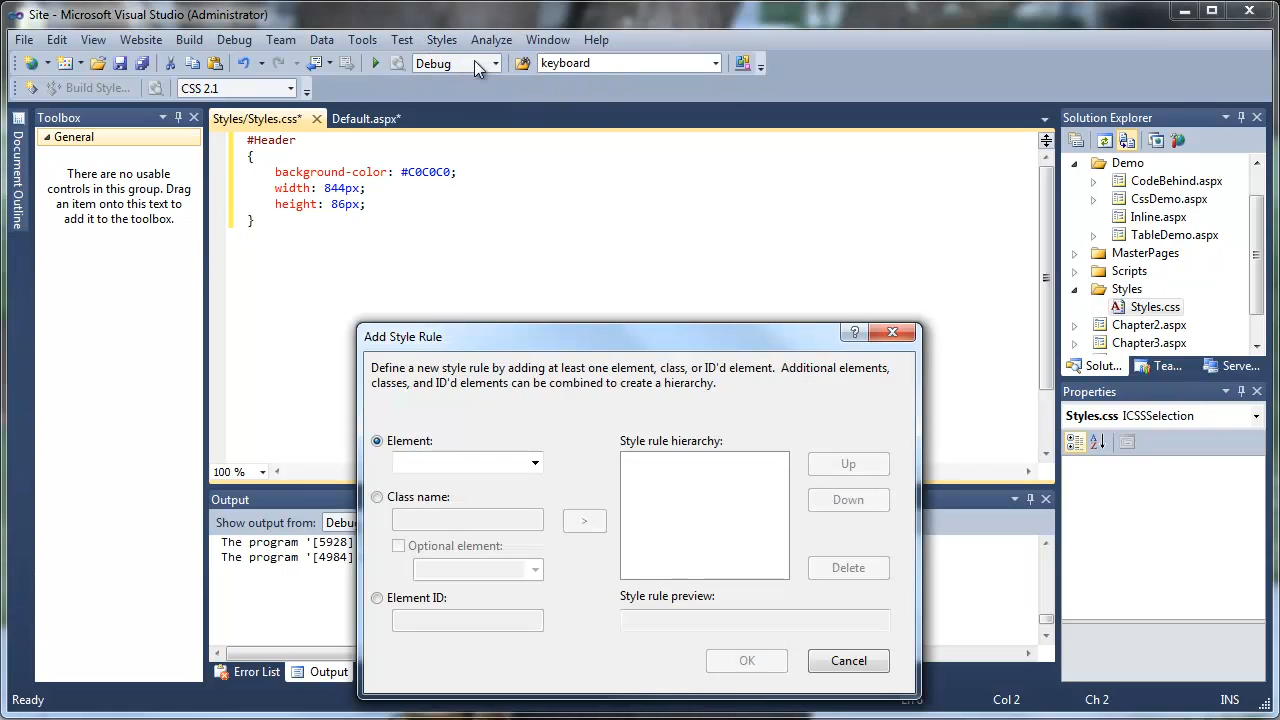 Site - Microsoft Visual Studio (Administrator)
File Edit View Website Build Debug Team Data Tools Test Styles Analyze Window Help
Debug keyboard
Build Style... CSS 2.1
Toolbox
Styles/Styles.css* Default.aspx*
Solution Explorer
Document Outline
General
There are no usable
controls in this group. Drag
an item onto this text to
add it to the toolbox.
#Header
{
background-color: #C0C0C0;
width: 844px;
height: 86px;
}
100 %
Demo
CodeBehind.aspx
CssDemo.aspx
Inline.aspx
TableDemo.aspx
MasterPages
Scripts
Styles
Styles.css
Chapter2.aspx
Chapter3.aspx
Solut... Tea... Serve...
Properties
Styles.css ICSSSelection
Output
Show output from: Debu
The program '[5928]
The program '[4984]
Error List Output
Add Style Rule
Define a new style rule by adding at least one element, class, or ID'd element. Additional elements,
classes, and ID'd elements can be combined to create a hierarchy.
Element:
Class name:
Optional element:
Element ID:
>
Style rule hierarchy:
Up
Down
Delete
Style rule preview:
OK Cancel
Ready Col 2 Ch 2 INS